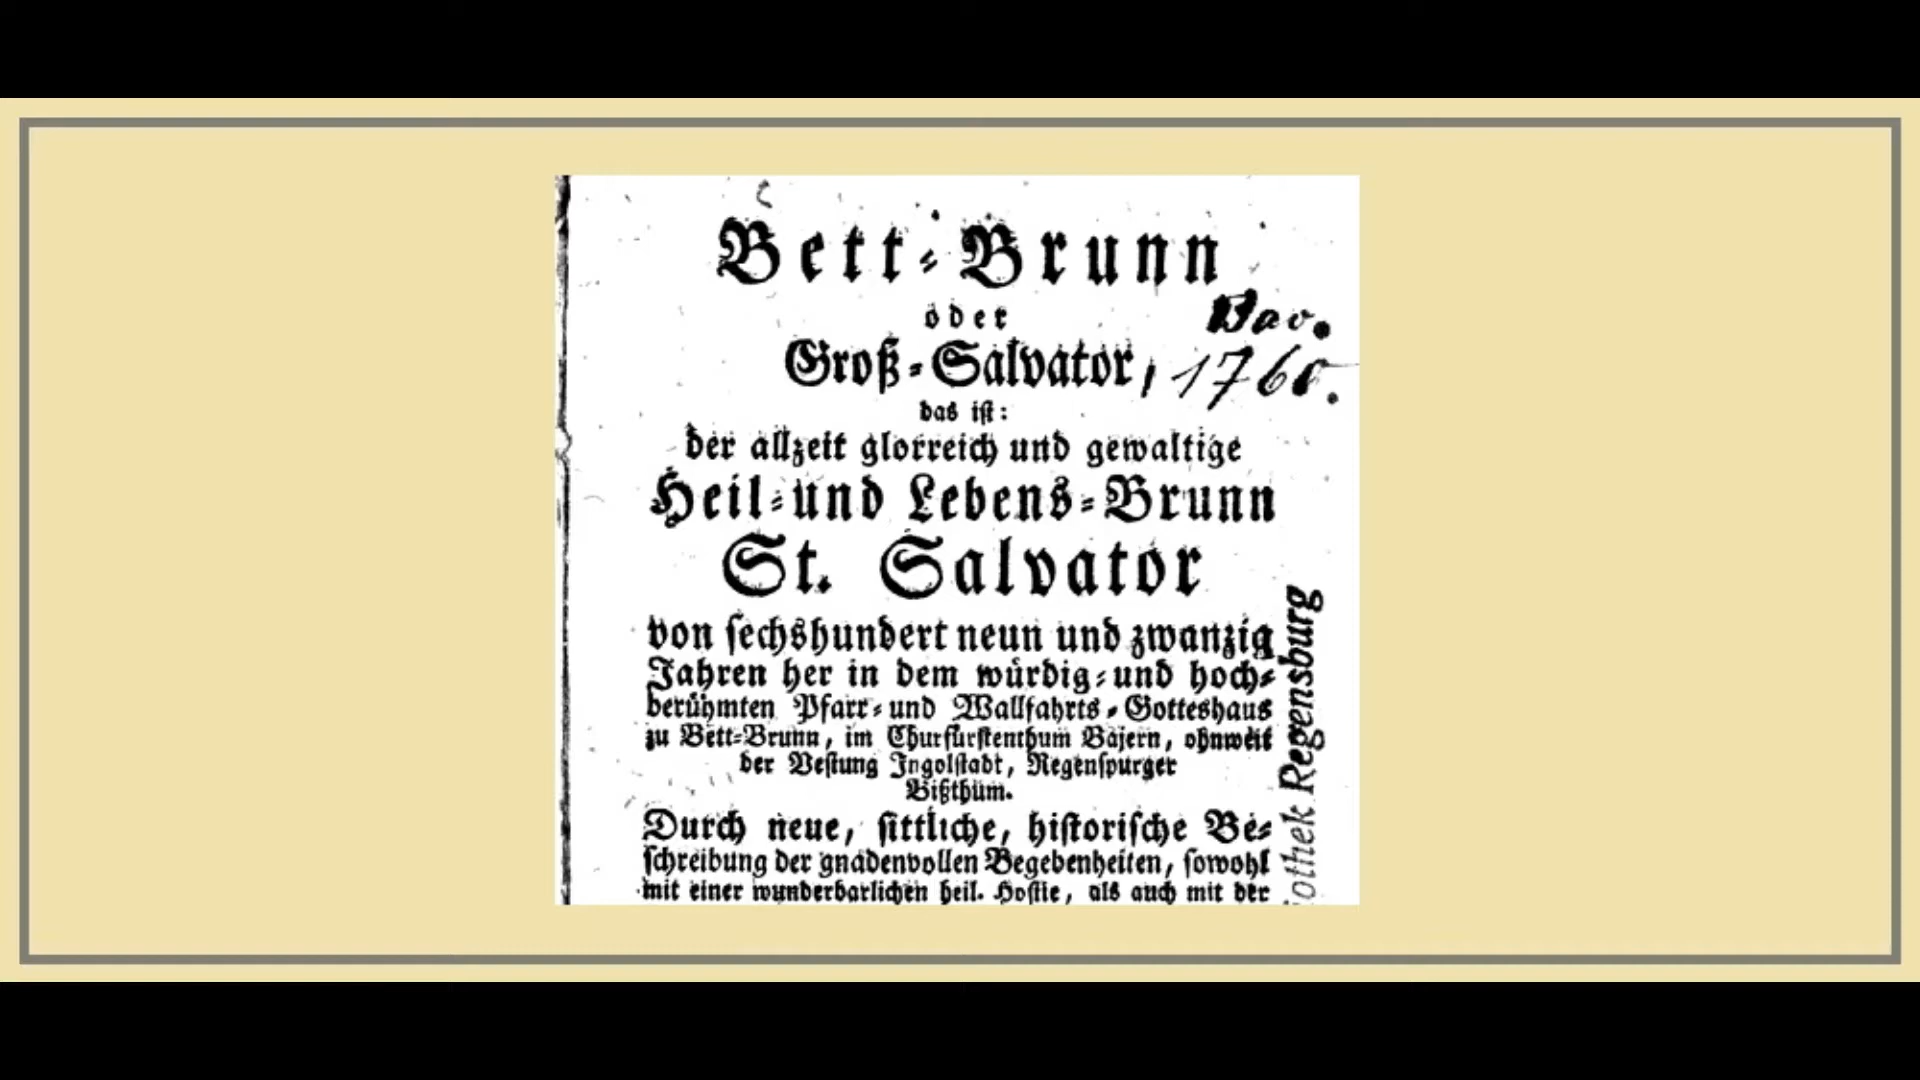 Bett-Brunn
oder
Groß-Salvator,
Bav.
1760.
das ist:
der allzeit glorreich und gewaltige
Heil-und Lebens-Brunn
St. Salvator
von sechshundert neun und zwanzig
Jahren her in dem würdig-und hoch-
berühmten Pfarr-und Wallfahrts-Gotteshaus
zu Bett-Brunn, im Churfürstenthum Bajern, ohnweit
der Vestung Ingolstadt, Regenspurger
Bißthum.
Durch neue, sittliche, historische Be-
schreibung der gnadenvollen Begebenheiten, sowohl
mit einer wunderbarlichen heil. Hostie, als auch mit der
iothek Regensburg